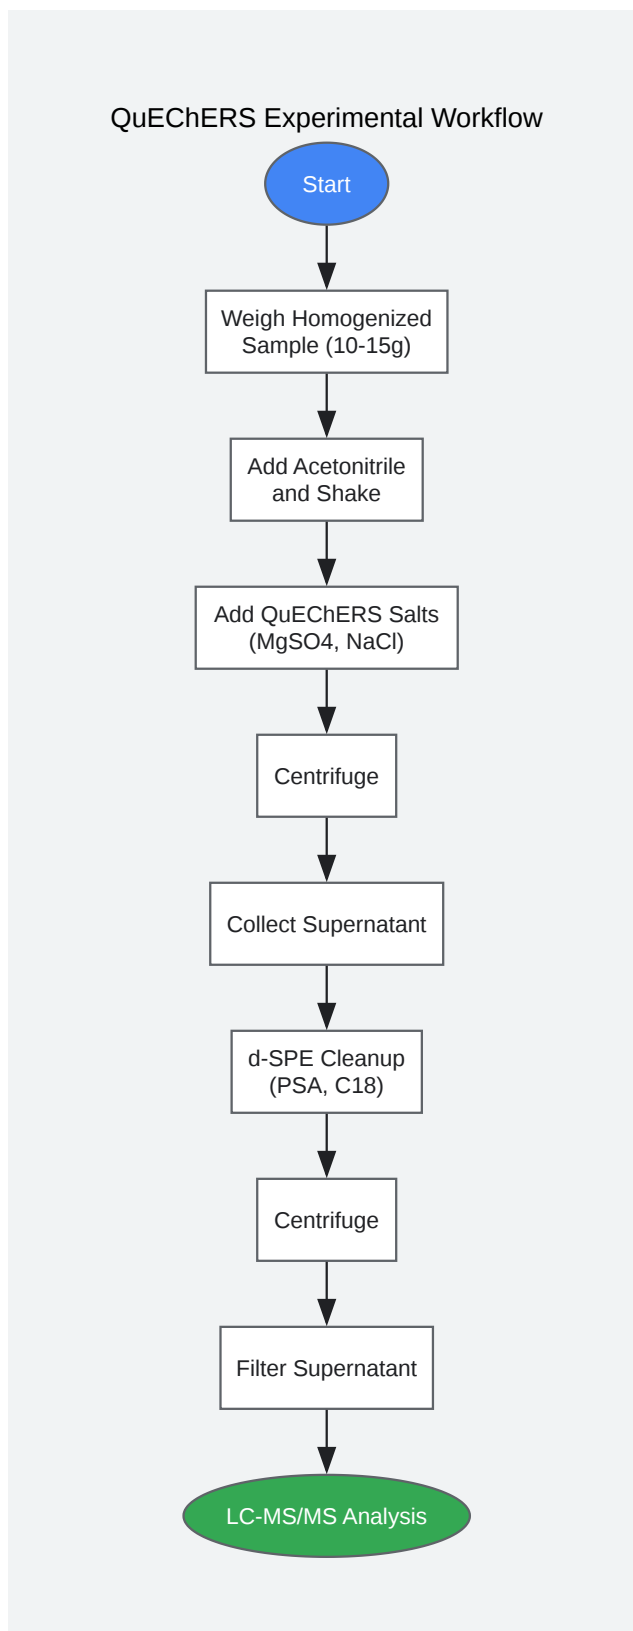 QuEChERS Experimental Workflow
Start
Weigh Homogenized
Sample (10-15g)
Add Acetonitrile
and Shake
Add QuEChERS Salts
(MgSO4, NaCl)
Centrifuge
Collect Supernatant
d-SPE Cleanup
(PSA, C18)
Centrifuge
Filter Supernatant
LC-MS/MS Analysis